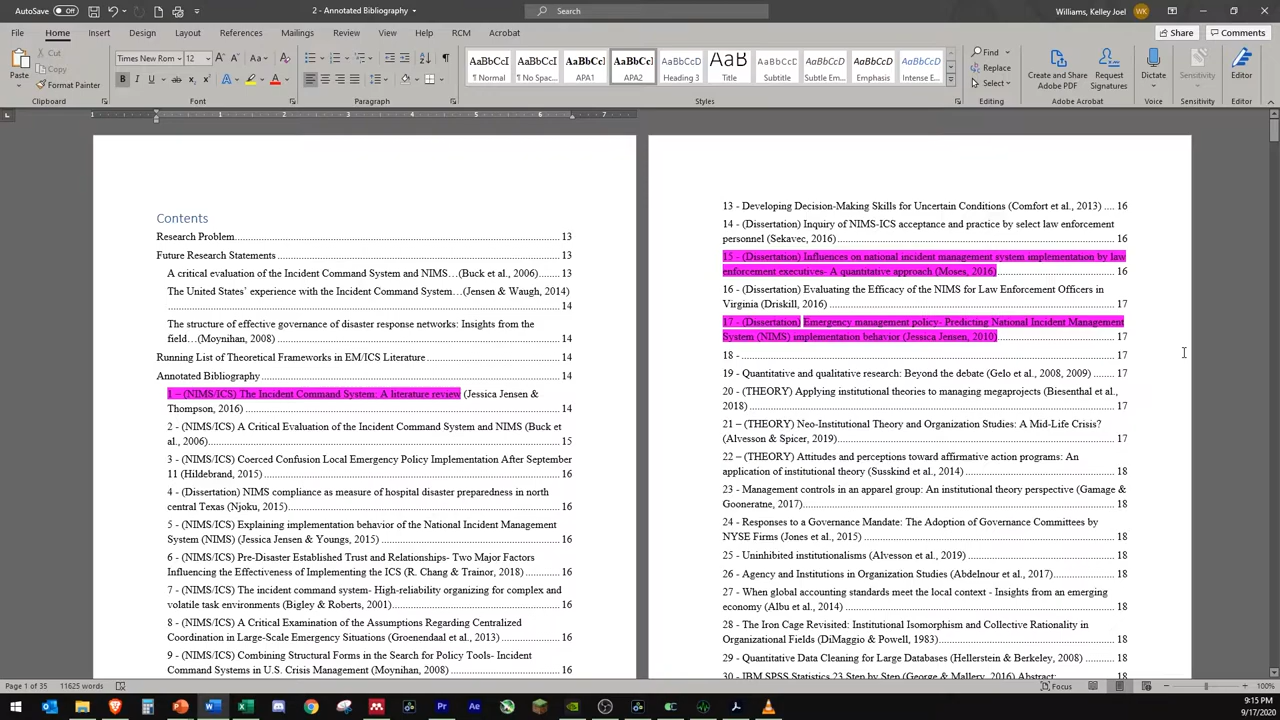 AutoSave Off
2 - Annotated Bibliography
Search
Williams, Kelley Joel
WK
File Home Insert Design Layout References Mailings Review View Help RCM Acrobat
Share Comments
Paste
Cut
Copy
Format Painter
Clipboard
Times New Rom 12
Font
Paragraph
AaBbCcI AaBbCcI AaBbCc AaBbCc AaBbCcD AaB AaBbCcD AaBbCcD AaBbCcD AaBbCcD
¶ Normal ¶ No Spac... APA1 APA2 Heading 3 Title Subtitle Subtle Em... Emphasis Intense E...
Styles
Find
Replace
Select
Editing
Create and Share Adobe PDF
Request Signatures
Adobe Acrobat
Dictate
Voice
Sensitivity
Sensitivity
Editor
Editor
1 1 2 3 4 5 6 7
Contents
Research Problem 13
Future Research Statements 13
A critical evaluation of the Incident Command System and NIMS…(Buck et al., 2006) 13
The United States’ experience with the Incident Command System…(Jensen & Waugh, 2014)
14
The structure of effective governance of disaster response networks: Insights from the
field…(Moynihan, 2008) 14
Running List of Theoretical Frameworks in EM/ICS Literature 14
Annotated Bibliography 14
1 – (NIMS/ICS) The Incident Command System: A literature review (Jessica Jensen &
Thompson, 2016) 14
2 - (NIMS/ICS) A Critical Evaluation of the Incident Command System and NIMS (Buck et
al., 2006) 15
3 - (NIMS/ICS) Coerced Confusion Local Emergency Policy Implementation After September
11 (Hildebrand, 2015) 16
4 - (Dissertation) NIMS compliance as measure of hospital disaster preparedness in north
central Texas (Njoku, 2015) 16
5 - (NIMS/ICS) Explaining implementation behavior of the National Incident Management
System (NIMS) (Jessica Jensen & Youngs, 2015) 16
6 - (NIMS/ICS) Pre-Disaster Established Trust and Relationships- Two Major Factors
Influencing the Effectiveness of Implementing the ICS (R. Chang & Trainor, 2018) 16
7 - (NIMS/ICS) The incident command system- High-reliability organizing for complex and
volatile task environments (Bigley & Roberts, 2001) 16
8 - (NIMS/ICS) A Critical Examination of the Assumptions Regarding Centralized
Coordination in Large-Scale Emergency Situations (Groenendaal et al., 2013) 16
9 - (NIMS/ICS) Combining Structural Forms in the Search for Policy Tools- Incident
Command Systems in U.S. Crisis Management (Moynihan, 2008) 16
13 - Developing Decision-Making Skills for Uncertain Conditions (Comfort et al., 2013) 16
14 - (Dissertation) Inquiry of NIMS-ICS acceptance and practice by select law enforcement
personnel (Sekavec, 2016) 16
15 - (Dissertation) Influences on national incident management system implementation by law
enforcement executives- A quantitative approach (Moses, 2016) 16
16 - (Dissertation) Evaluating the Efficacy of the NIMS for Law Enforcement Officers in
Virginia (Driskill, 2016) 17
17 - (Dissertation) Emergency management policy- Predicting National Incident Management
System (NIMS) implementation behavior (Jessica Jensen, 2010) 17
18 - 17
19 - Quantitative and qualitative research: Beyond the debate (Gelo et al., 2008, 2009) 17
20 - (THEORY) Applying institutional theories to managing megaprojects (Biesenthal et al.,
2018) 17
21 – (THEORY) Neo-Institutional Theory and Organization Studies: A Mid-Life Crisis?
(Alvesson & Spicer, 2019) 17
22 – (THEORY) Attitudes and perceptions toward affirmative action programs: An
application of institutional theory (Susskind et al., 2014) 18
23 - Management controls in an apparel group: An institutional theory perspective (Gamage &
Gooneratne, 2017) 18
24 - Responses to a Governance Mandate: The Adoption of Governance Committees by
NYSE Firms (Jones et al., 2015) 18
25 - Uninhibited institutionalisms (Alvesson et al., 2019) 18
26 - Agency and Institutions in Organization Studies (Abdelnour et al., 2017) 18
27 - When global accounting standards meet the local context - Insights from an emerging
economy (Albu et al., 2014) 18
28 - The Iron Cage Revisited: Institutional Isomorphism and Collective Rationality in
Organizational Fields (DiMaggio & Powell, 1983) 18
29 - Quantitative Data Cleaning for Large Databases (Hellerstein & Berkeley, 2008) 18
30 - IBM SPSS Statistics 23 Step by Step (George & Mallery, 2016) Abstract: 18
Page 1 of 35 11625 words
Focus
100%
9:15 PM
9/17/2020